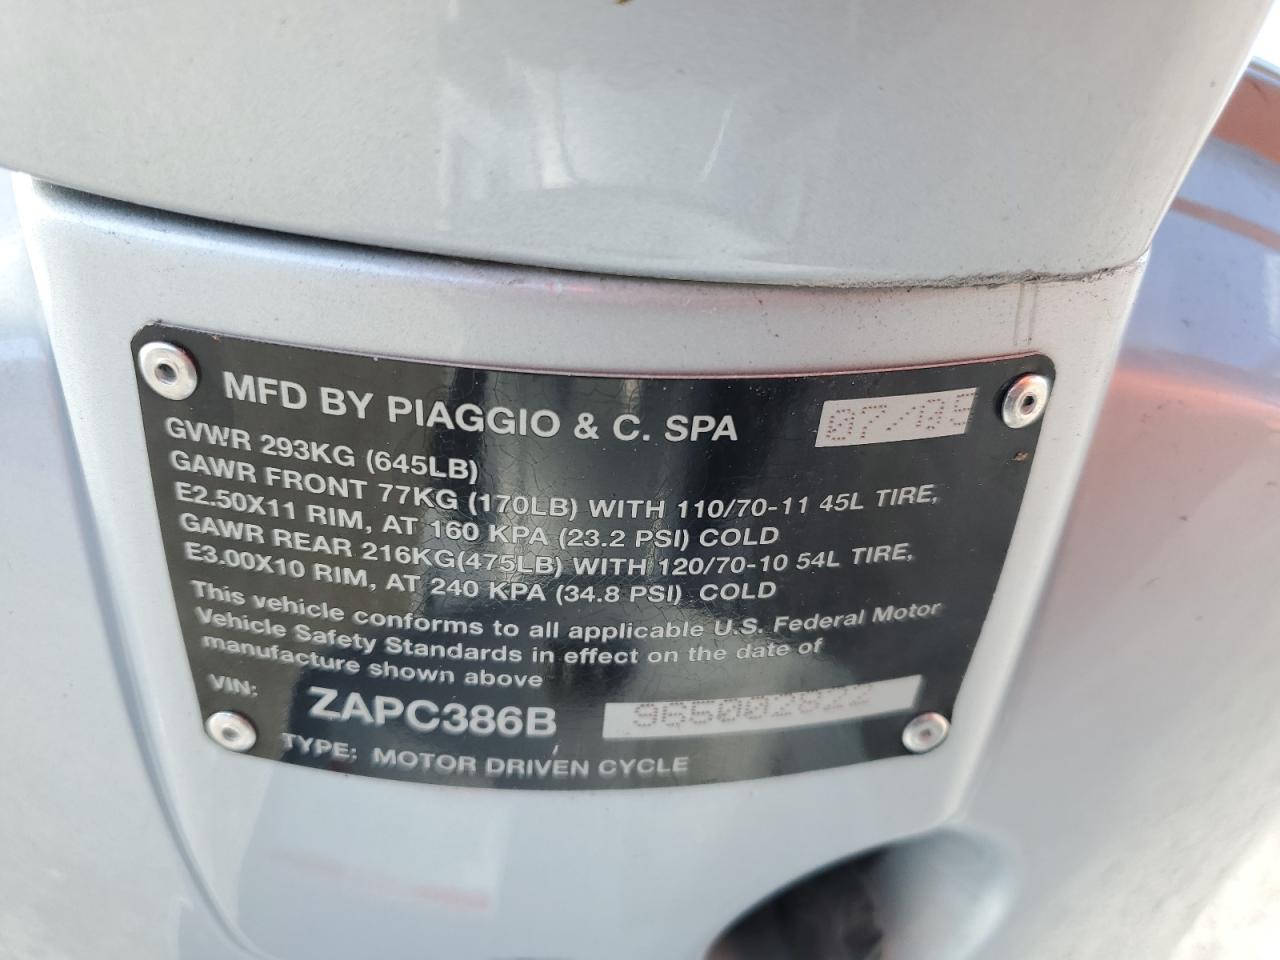 MFD BY PIAGGIO & C. SPA 07/05
GVWR 293KG (645LB)
GAWR FRONT 77KG (170LB) WITH 110/70-11 45L TIRE,
E2.50X11 RIM, AT 160 KPA (23.2 PSI) COLD
GAWR REAR 216KG(475LB) WITH 120/70-10 54L TIRE,
E3.00X10 RIM, AT 240 KPA (34.8 PSI) COLD
This vehicle conforms to all applicable U.S. Federal Motor
Vehicle Safety Standards in effect on the date of
manufacture shown above
VIN: ZAPC386B 965002822
TYPE: MOTOR DRIVEN CYCLE